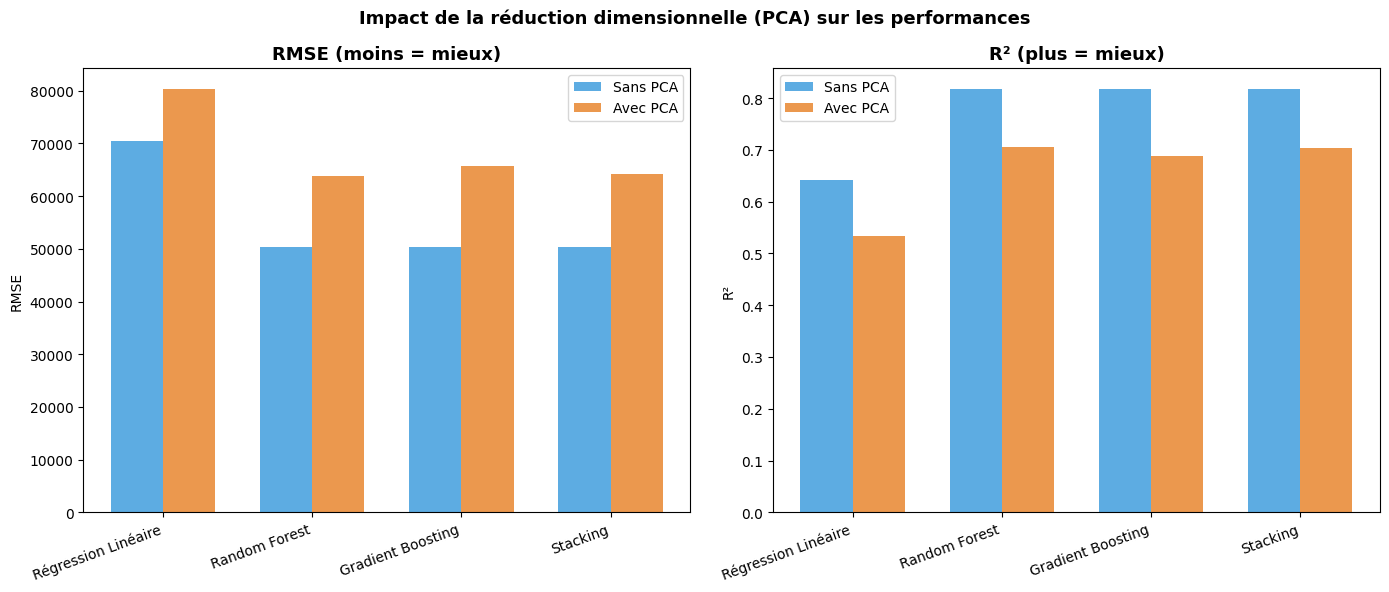 Impact de la réduction dimensionnelle (PCA) sur les performances
RMSE (moins = mieux)
Sans PCA
Avec PCA
RMSE
80000
70000
60000
50000
40000
30000
20000
10000
0
Régression Linéaire
Random Forest
Gradient Boosting
Stacking
R² (plus = mieux)
Sans PCA
Avec PCA
R²
0.8
0.7
0.6
0.5
0.4
0.3
0.2
0.1
0.0
Régression Linéaire
Random Forest
Gradient Boosting
Stacking